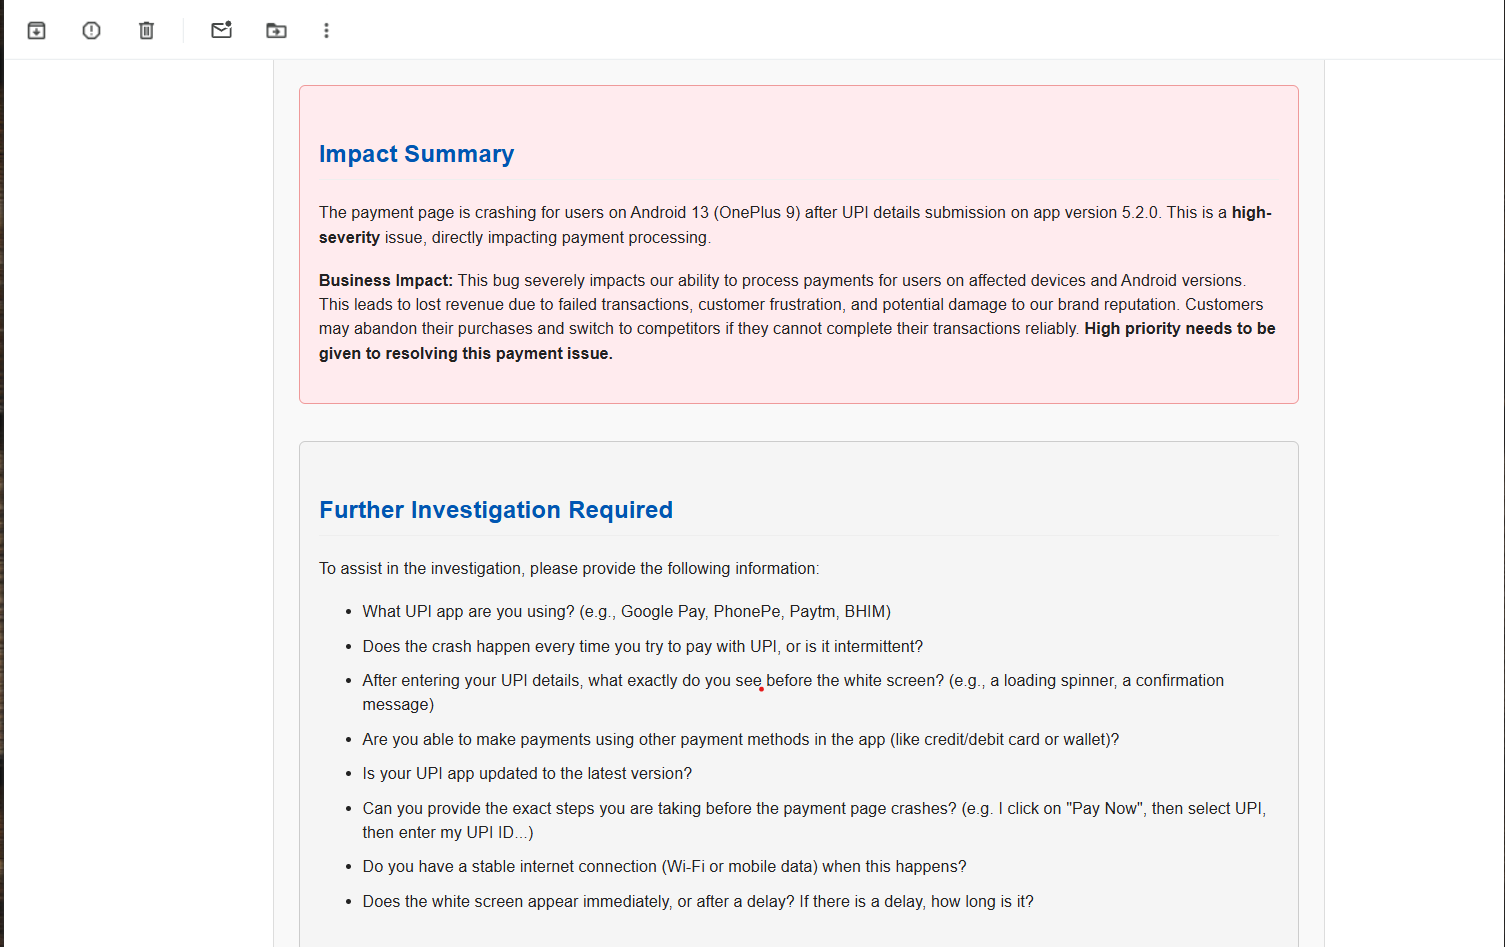 Impact Summary
The payment page is crashing for users on Android 13 (OnePlus 9) after UPI details submission on app version 5.2.0. This is a high-
severity issue, directly impacting payment processing.
Business Impact: This bug severely impacts our ability to process payments for users on affected devices and Android versions.
This leads to lost revenue due to failed transactions, customer frustration, and potential damage to our brand reputation. Customers
may abandon their purchases and switch to competitors if they cannot complete their transactions reliably. High priority needs to be
given to resolving this payment issue.
Further Investigation Required
To assist in the investigation, please provide the following information:
• What UPI app are you using? (e.g., Google Pay, PhonePe, Paytm, BHIM)
• Does the crash happen every time you try to pay with UPI, or is it intermittent?
• After entering your UPI details, what exactly do you see before the white screen? (e.g., a loading spinner, a confirmation
message)
• Are you able to make payments using other payment methods in the app (like credit/debit card or wallet)?
• Is your UPI app updated to the latest version?
• Can you provide the exact steps you are taking before the payment page crashes? (e.g. I click on "Pay Now", then select UPI,
then enter my UPI ID...)
• Do you have a stable internet connection (Wi-Fi or mobile data) when this happens?
• Does the white screen appear immediately, or after a delay? If there is a delay, how long is it?